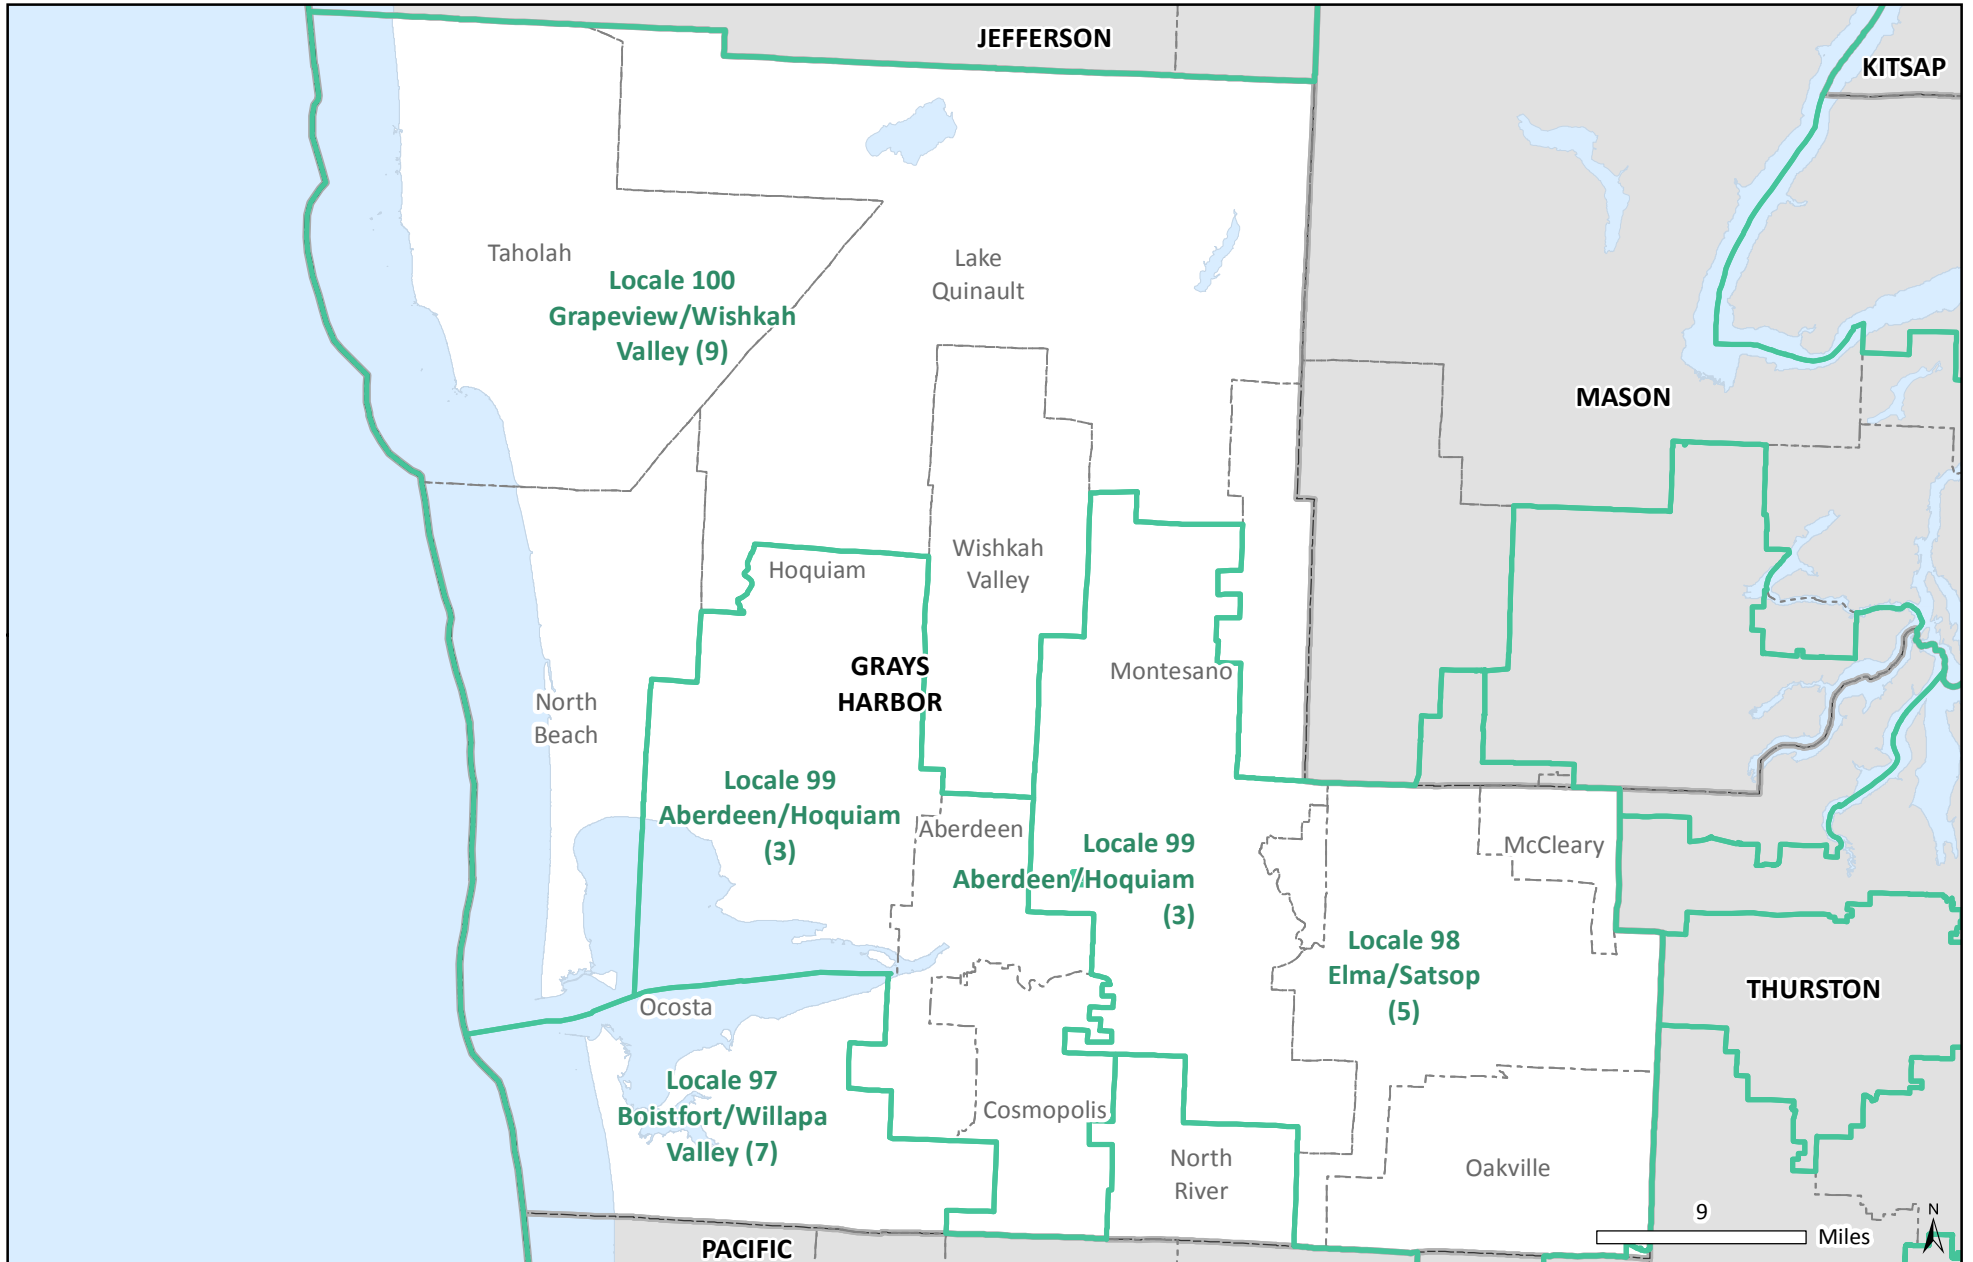 JEFFERSON
KITSAP
Taholah
Lake
Quinault
Locale 100
Grapeview/Wishkah
Valley (9)
MASON
Wishkah
Valley
Hoquiam
GRAYS
HARBOR
Montesano
North
Beach
Locale 99
Aberdeen/Hoquiam
(3)
Aberdeen
Locale 99
Aberdeen/Hoquiam
(3)
McCleary
Locale 98
Elma/Satsop
(5)
THURSTON
Ocosta
Locale 97
Boistfort/Willapa
Valley (7)
Cosmopolis
North
River
Oakville
9
Miles
N
PACIFIC